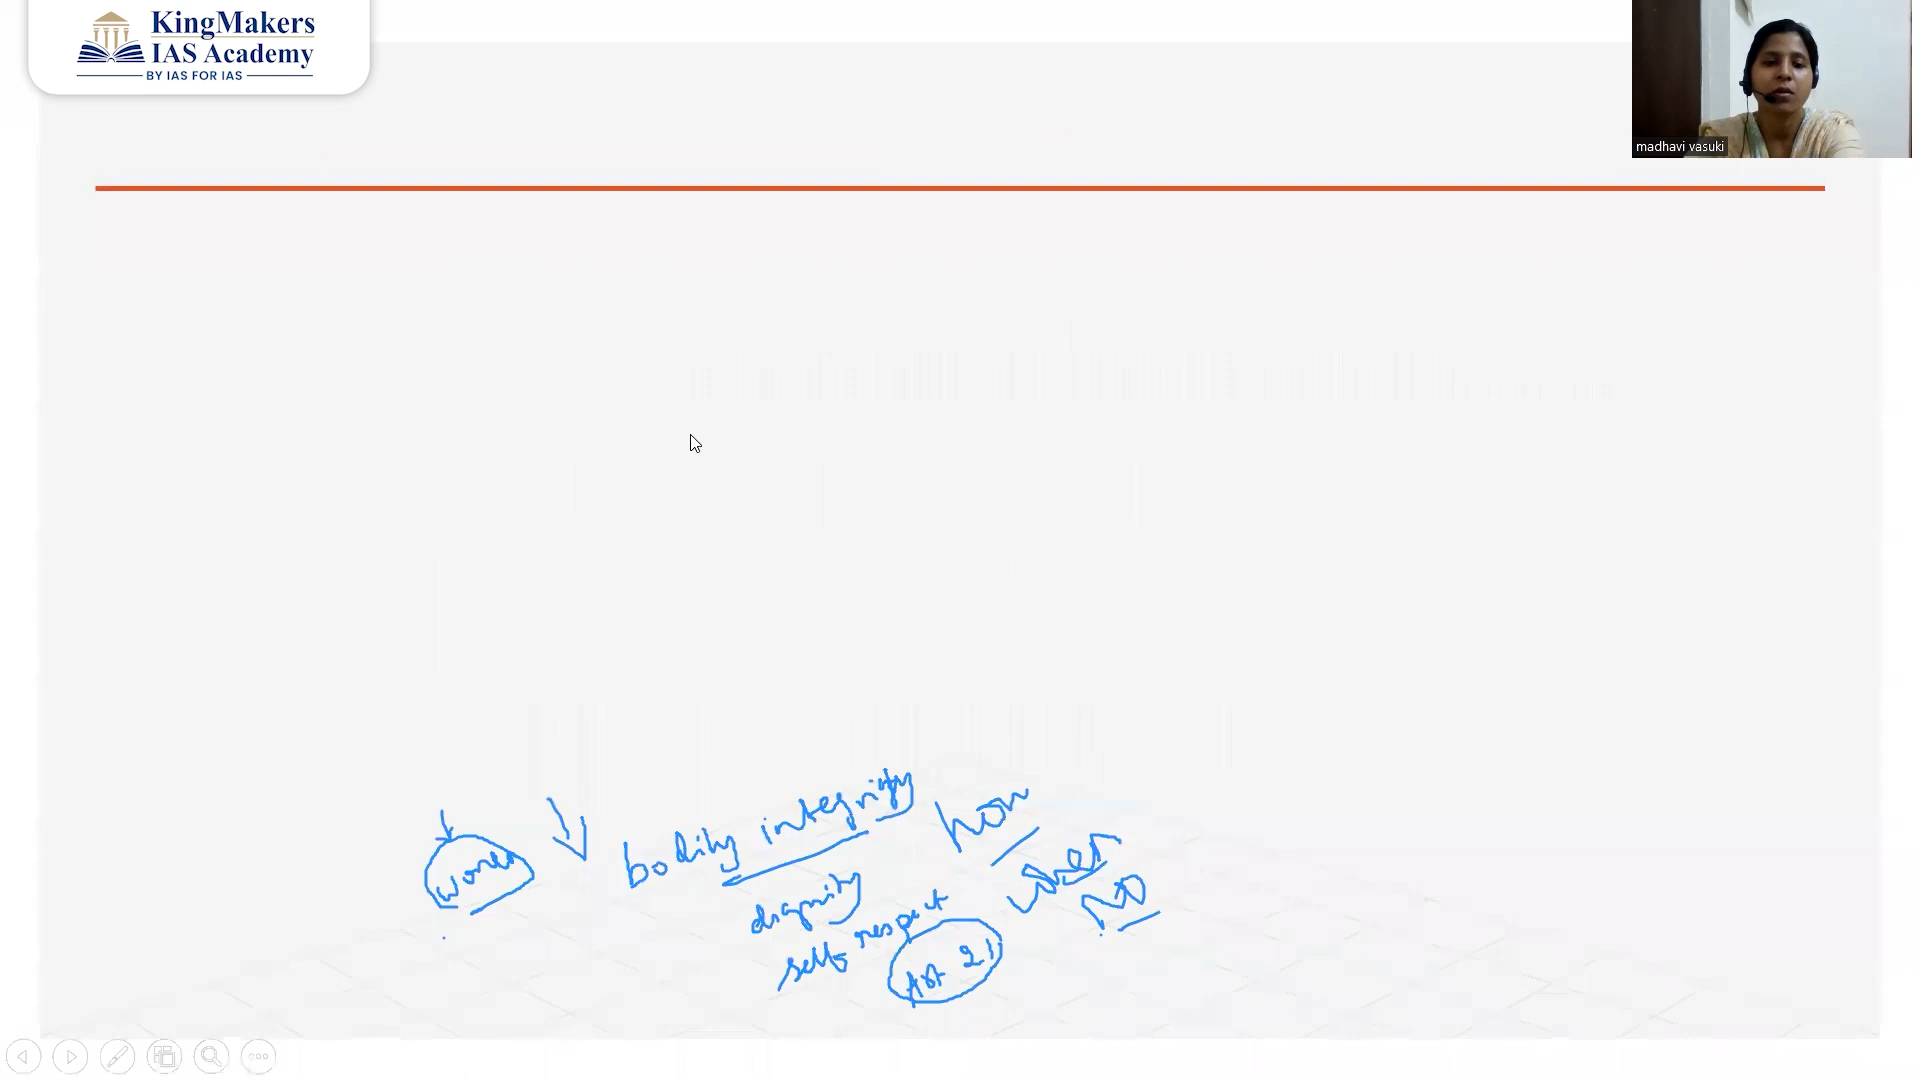 KingMakers
IAS Academy
BY IAS FOR IAS
madhavi vasuki
women
bodily integrity
how
when
No
dignity
self respect
Art 21